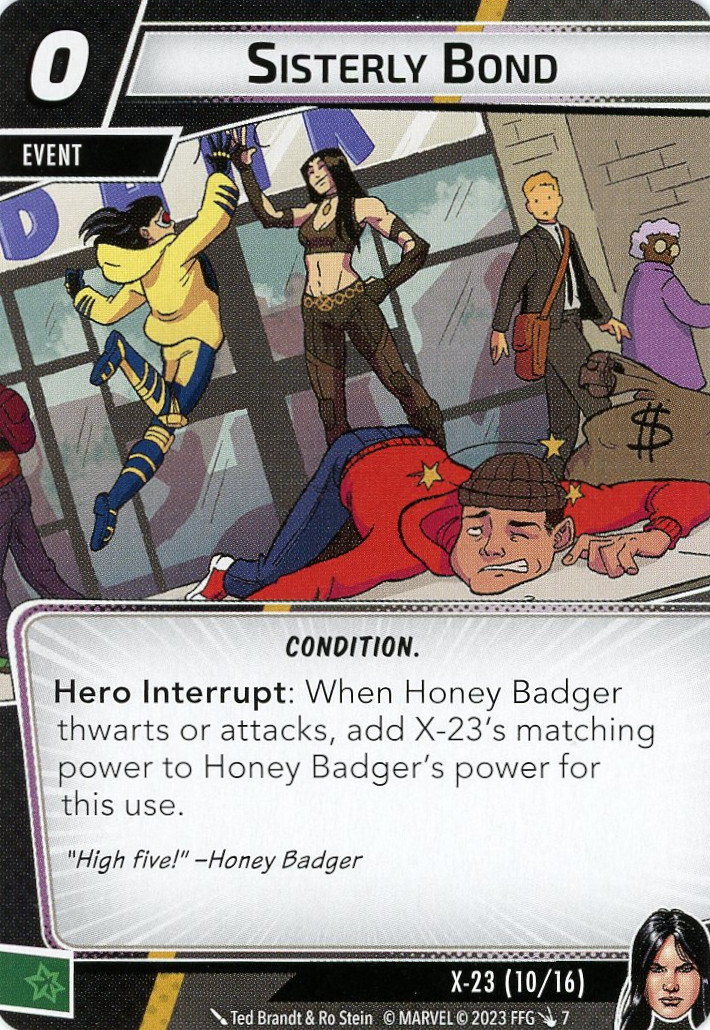 0
SISTERLY BOND
EVENT
$
CONDITION.
Hero Interrupt: When Honey Badger
thwarts or attacks, add X-23's matching
power to Honey Badger's power for
this use.
"High five!" –Honey Badger
X-23 (10/16)
Ted Brandt & Ro Stein © MARVEL © 2023 FFG 7